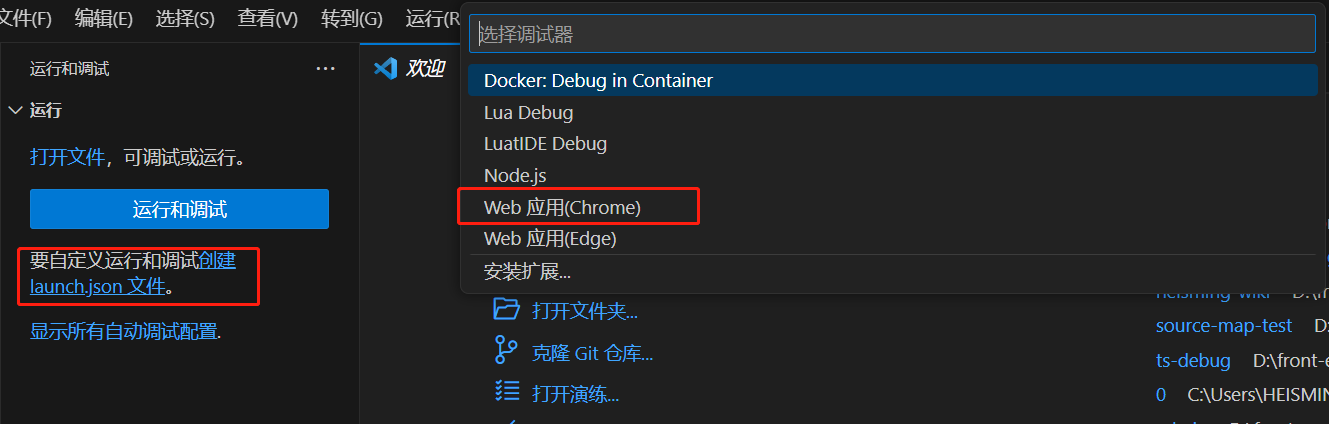 文件(F) 编辑(E) 选择(S) 查看(V) 转到(G) 运行(R
选择调试器
运行和调试 ...
欢迎
Docker: Debug in Container
运行
Lua Debug
LuatIDE Debug
打开文件，可调试或运行。
Node.js
运行和调试
Web 应用(Chrome)
Web 应用(Edge)
要自定义运行和调试创建
launch.json 文件。
安装扩展...
打开文件夹...
heisming-wiki
显示所有自动调试配置.
source-map-test D:
克隆 Git 仓库...
ts-debug D:\front-e
打开演练...
0 C:\Users\HEISMIN